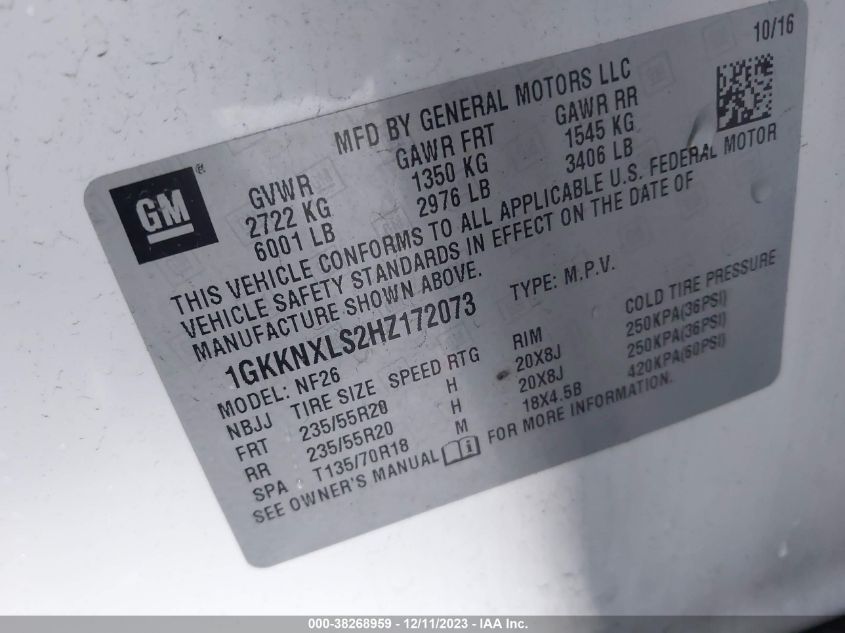 10/16
MFD BY GENERAL MOTORS LLC
GM®
GVWR GAWR FRT GAWR RR
2722 KG 1350 KG 1545 KG
6001 LB 2976 LB 3406 LB
THIS VEHICLE CONFORMS TO ALL APPLICABLE U.S. FEDERAL MOTOR
VEHICLE SAFETY STANDARDS IN EFFECT ON THE DATE OF
MANUFACTURE SHOWN ABOVE.
1GKKNXLS2HZ172073 TYPE: M.P.V.
MODEL: NF26
NBJJ TIRE SIZE SPEED RTG RIM COLD TIRE PRESSURE
FRT 235/55R20 H 20X8J 250KPA(36PSI)
RR 235/55R20 H 20X8J 250KPA(36PSI)
SPA T135/70R18 M 18X4.5B 420KPA(60PSI)
SEE OWNER'S MANUAL FOR MORE INFORMATION.
000-38268959 - 12/11/2023 - IAA Inc.